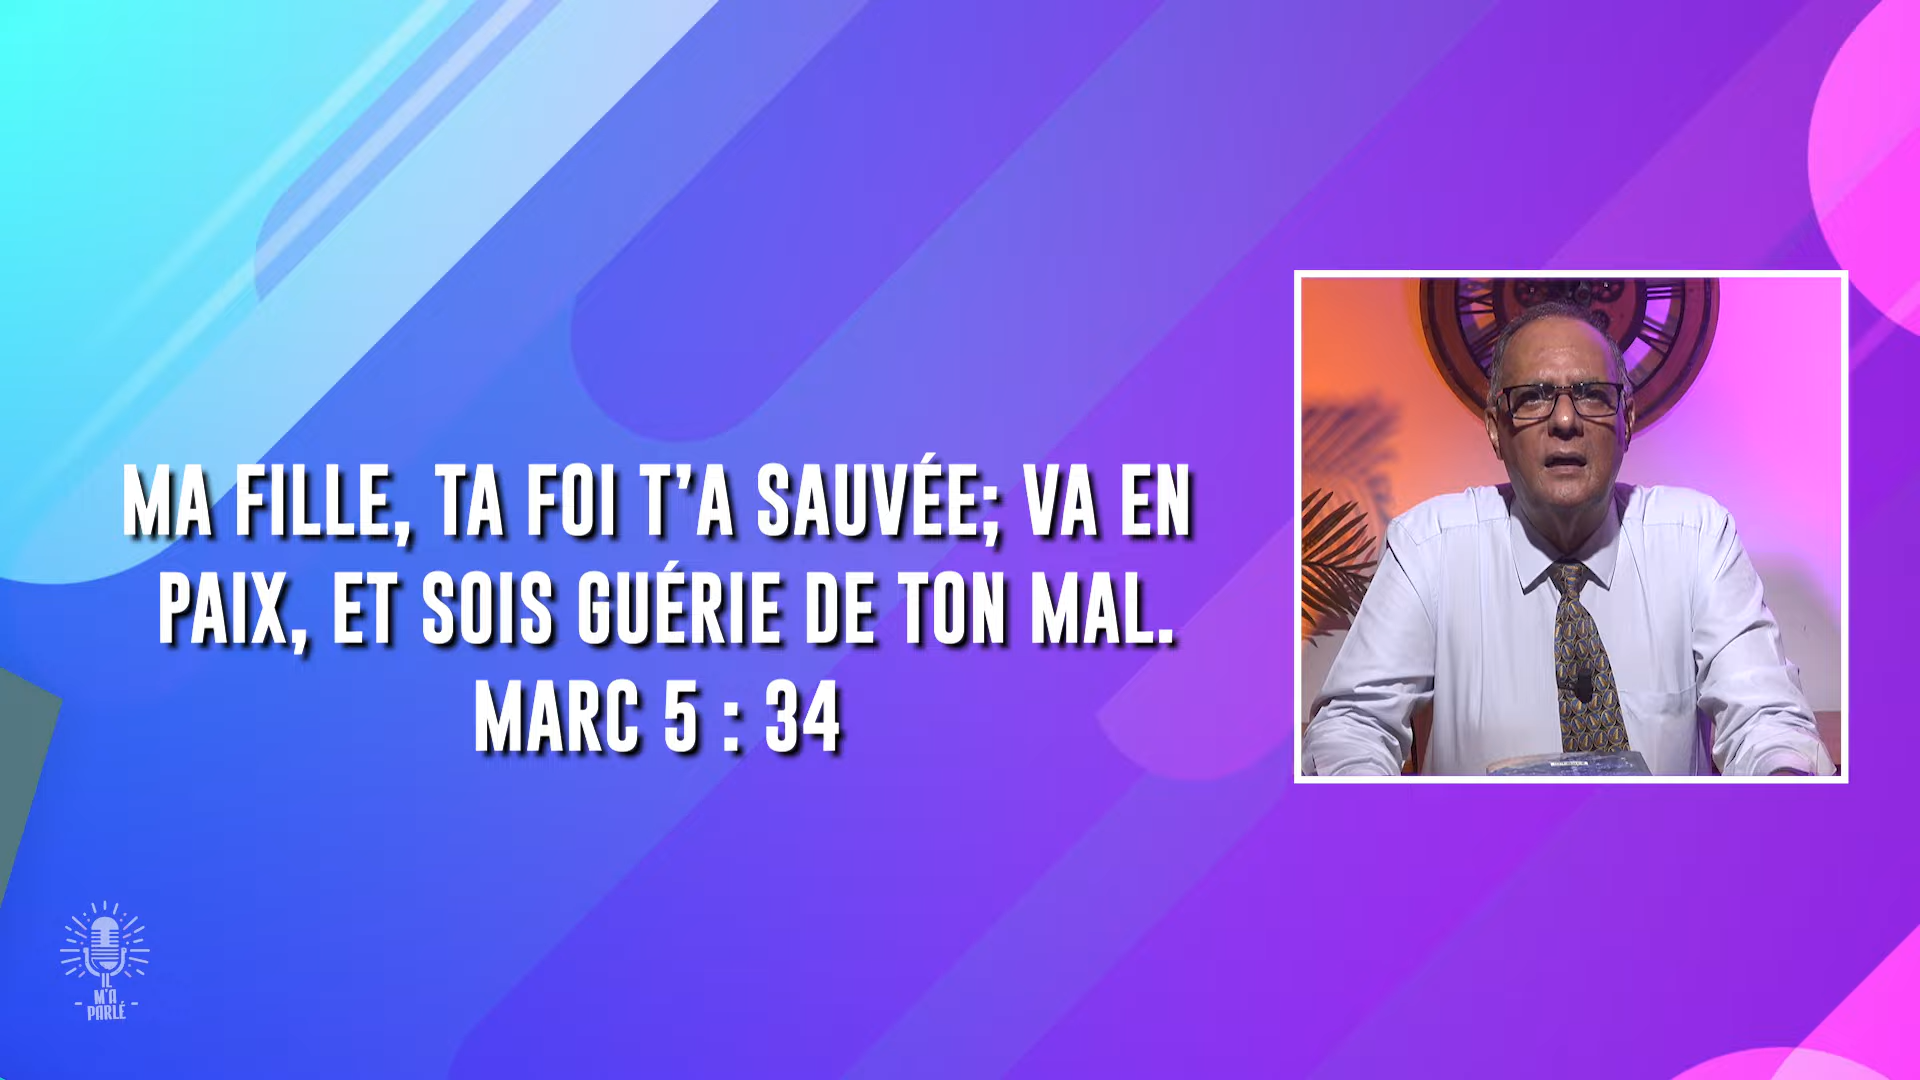 MA FILLE, TA FOI T’A SAUVÉE; VA EN
PAIX, ET SOIS GUÉRIE DE TON MAL.
MARC 5 : 34
IL
M'A
PARLÉ